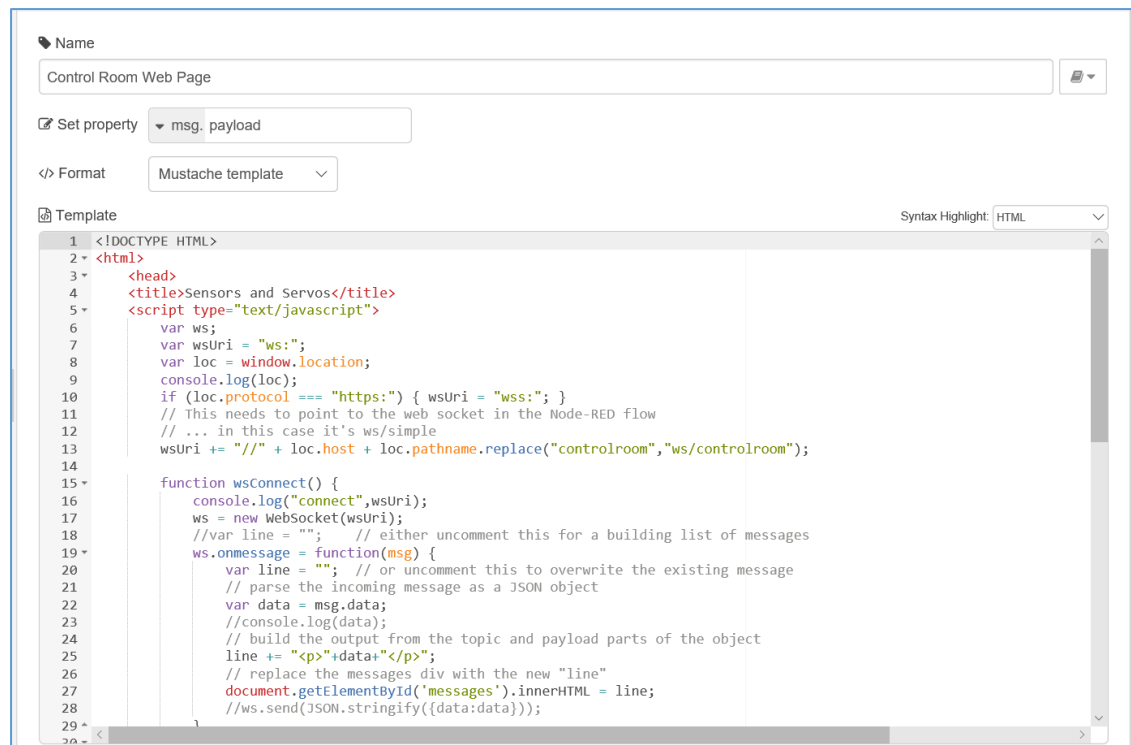 Name
Control Room Web Page
Set property msg. payload
</> Format Mustache template
Template Syntax Highlight: HTML
1 <!DOCTYPE HTML>
2 <html>
3 <head>
4 <title>Sensors and Servos</title>
5 <script type="text/javascript">
6 var ws;
7 var wsUri = "ws:";
8 var loc = window.location;
9 console.log(loc);
10 if (loc.protocol === "https:") { wsUri = "wss:"; }
11 // This needs to point to the web socket in the Node-RED flow
12 // ... in this case it's ws/simple
13 wsUri += "//" + loc.host + loc.pathname.replace("controlroom","ws/controlroom");
14
15 function wsConnect() {
16 console.log("connect",wsUri);
17 ws = new WebSocket(wsUri);
18 //var line = "";    // either uncomment this for a building list of messages
19 ws.onmessage = function(msg) {
20 var line = "";  // or uncomment this to overwrite the existing message
21 // parse the incoming message as a JSON object
22 var data = msg.data;
23 //console.log(data);
24 // build the output from the topic and payload parts of the object
25 line += "<p>"+data+"</p>";
26 // replace the messages div with the new "line"
27 document.getElementById('messages').innerHTML = line;
28 //ws.send(JSON.stringify({data:data}));
29 }
30